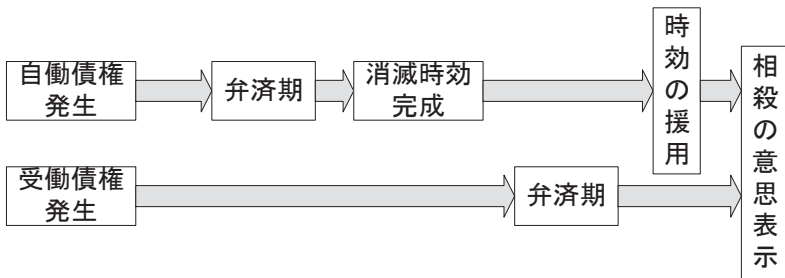 自働債権
発生
弁済期
消滅時効
完成
時効の援用
相殺の意思表示
受働債権
発生
弁済期